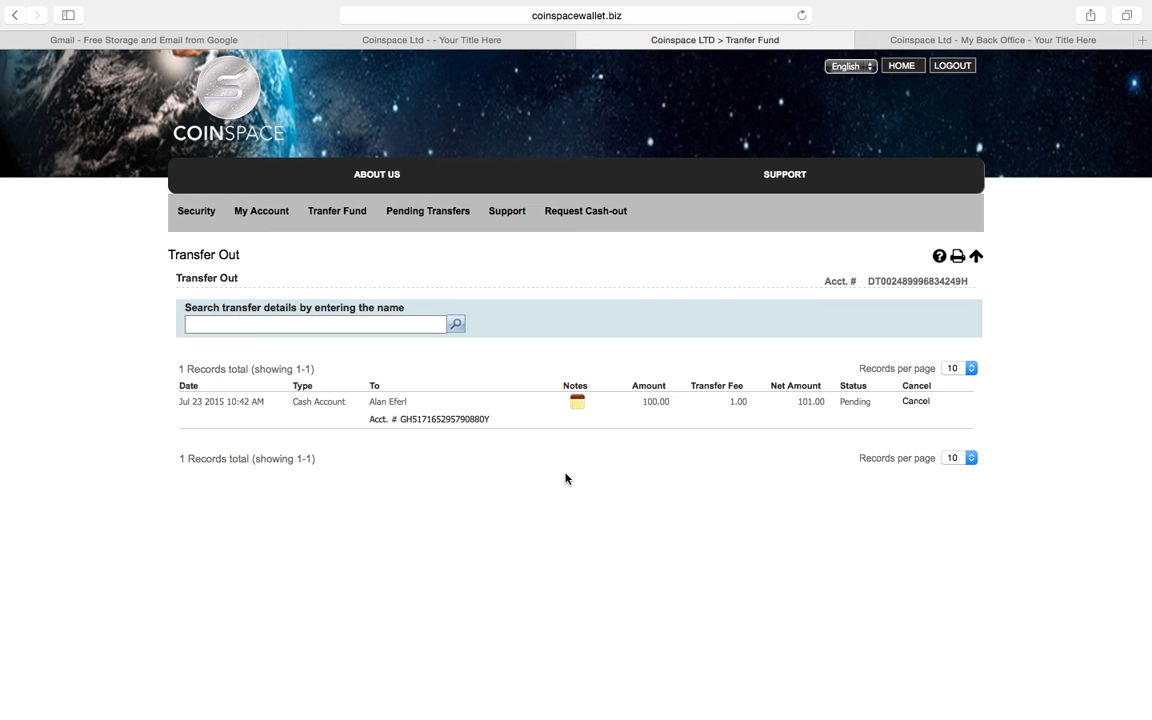 coinspacewallet.biz
Gmail - Free Storage and Email from Google
Coinspace Ltd - - Your Title Here
Coinspace LTD > Tranfer Fund
Coinspace Ltd - My Back Office - Your Title Here
English HOME LOGOUT
COINSPACE
ABOUT US SUPPORT
Security My Account Tranfer Fund Pending Transfers Support Request Cash-out
Transfer Out
Transfer Out
Acct. # DT002489996834249H
Search transfer details by entering the name
1 Records total (showing 1-1) Records per page 10
Date Type To Notes Amount Transfer Fee Net Amount Status Cancel
Jul 23 2015 10:42 AM Cash Account Alan Eferl 100.00 1.00 101.00 Pending Cancel
Acct. # GH517165295790880Y
1 Records total (showing 1-1) Records per page 10